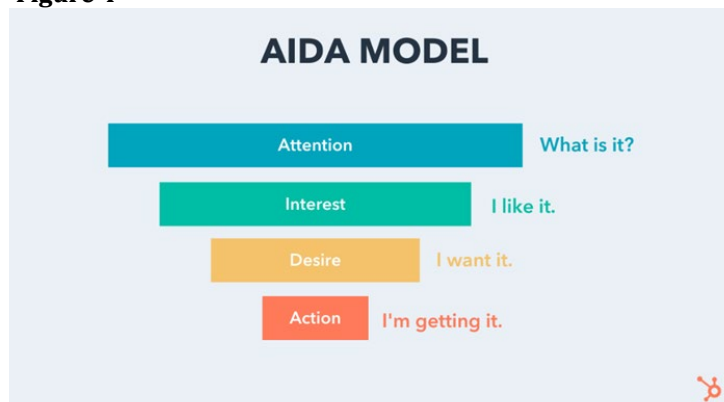 AIDA MODEL
Attention What is it?
Interest I like it.
Desire I want it.
Action I'm getting it.